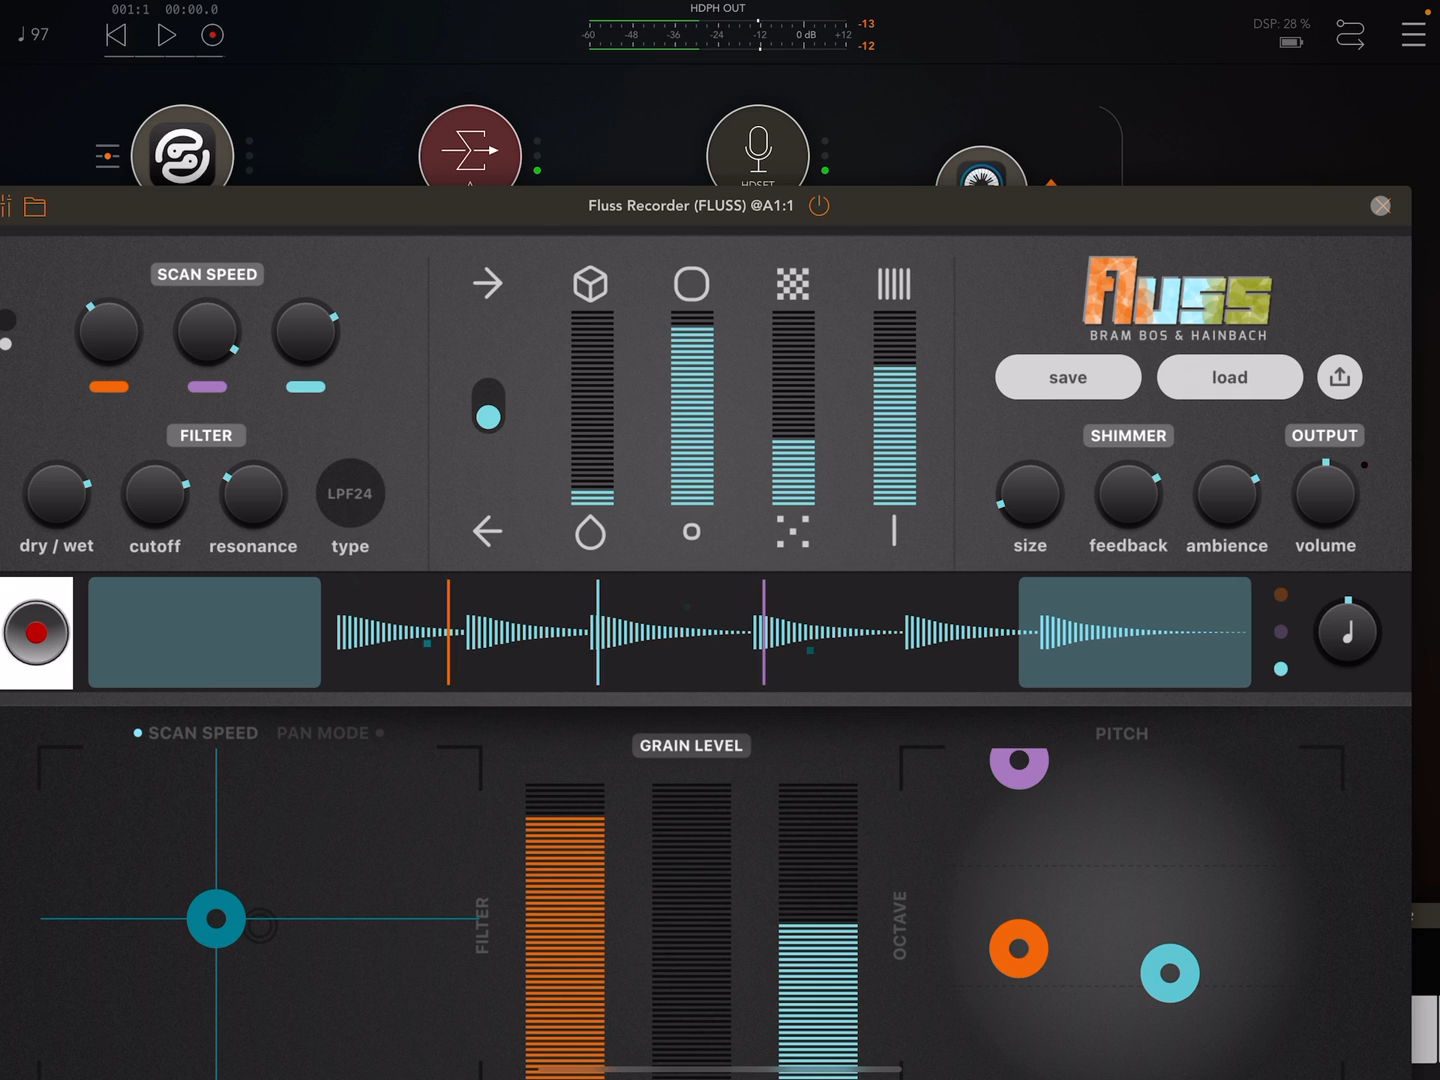 001:1 00:00.0
♩ 97
HDPH OUT
-60 -48 -36 -24 -12 0 dB +12
-13
-12
DSP: 28 %
A
HDSET
Fluss Recorder (FLUSS) @A1:1
SCAN SPEED
FILTER
LPF24
dry / wet cutoff resonance type
fluss
BRAM BOS & HAINBACH
save load
SHIMMER OUTPUT
size feedback ambience volume
SCAN SPEED PAN MODE
FILTER
GRAIN LEVEL
OCTAVE
PITCH